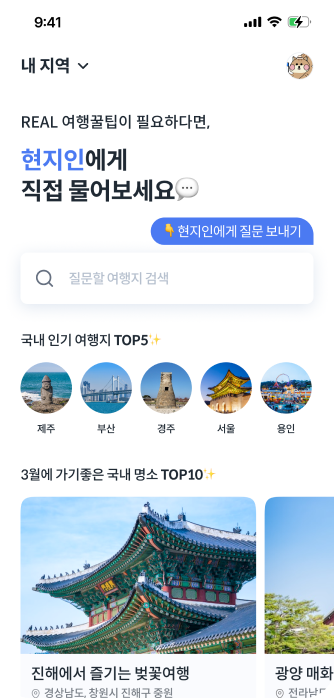 9:41
내 지역
REAL 여행꿀팁이 필요하다면,
현지인에게
직접 물어보세요💬
👇 현지인에게 질문 보내기
질문할 여행지 검색
국내 인기 여행지 TOP5✨
제주 부산 경주 서울 용인
3월에 가기좋은 국내 명소 TOP10✨
진해에서 즐기는 벚꽃여행 광양 매화
경상남도, 창원시 진해구 중원 전라남